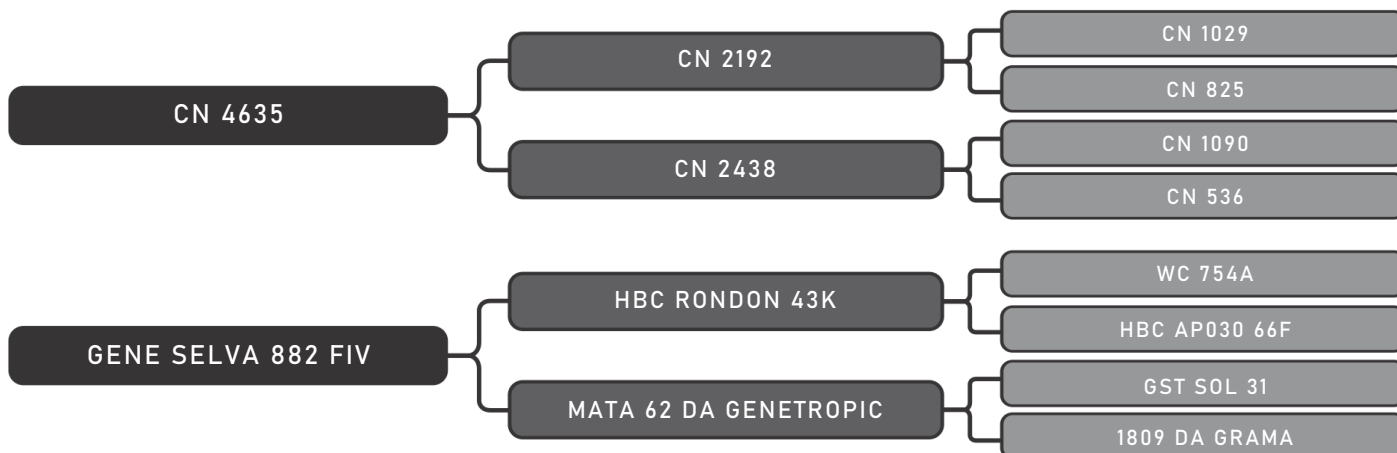 CN 4635
CN 2192
CN 1029
CN 825
CN 2438
CN 1090
CN 536
GENE SELVA 882 FIV
HBC RONDON 43K
WC 754A
HBC AP030 66F
MATA 62 DA GENETROPIC
GST SOL 31
1809 DA GRAMA